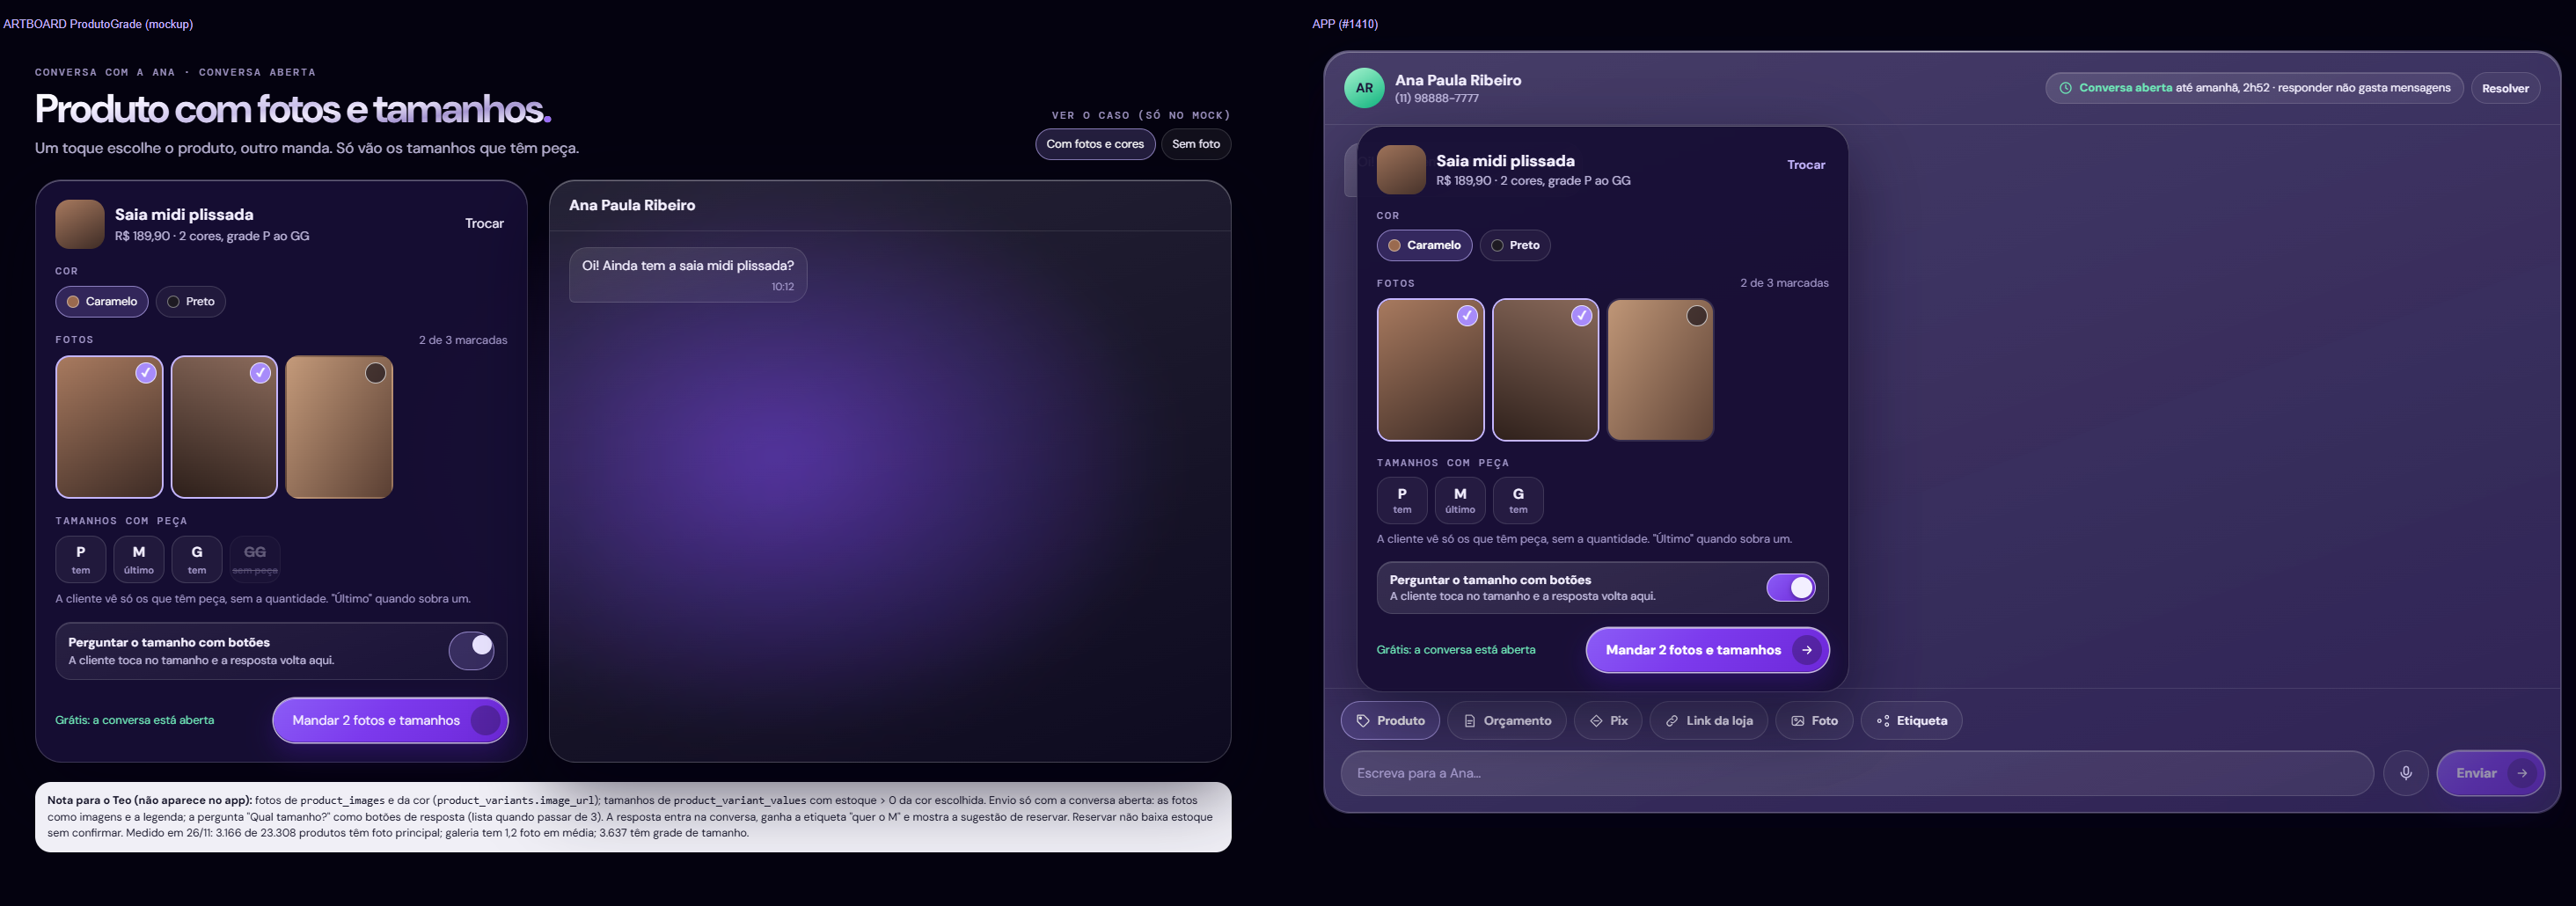 ARTBOARD ProdutoGrade (mockup)
CONVERSA COM A ANA · CONVERSA ABERTA
Produto com fotos e tamanhos.
Um toque escolhe o produto, outro manda. Só vão os tamanhos que têm peça.
VER O CASO (SÓ NO MOCK)
Com fotos e cores
Sem foto
Saia midi plissada
R$ 189,90 · 2 cores, grade P ao GG
Trocar
COR
Caramelo
Preto
FOTOS
2 de 3 marcadas
TAMANHOS COM PEÇA
P
tem
M
último
G
tem
GG
sem peça
A cliente vê só os que têm peça, sem a quantidade. "Último" quando sobra um.
Perguntar o tamanho com botões
A cliente toca no tamanho e a resposta volta aqui.
Grátis: a conversa está aberta
Mandar 2 fotos e tamanhos
Ana Paula Ribeiro
Oi! Ainda tem a saia midi plissada?
10:12
Nota para o Teo (não aparece no app): fotos de product_images e da cor (product_variants.image_url); tamanhos de product_variant_values com estoque > 0 da cor escolhida. Envio só com a conversa aberta: as fotos
como imagens e a legenda; a pergunta "Qual tamanho?" como botões de resposta (lista quando passar de 3). A resposta entra na conversa, ganha a etiqueta "quer o M" e mostra a sugestão de reservar. Reservar não baixa estoque
sem confirmar. Medido em 26/11: 3.166 de 23.308 produtos têm foto principal; galeria tem 1,2 foto em média; 3.637 têm grade de tamanho.
APP (#1410)
AR
Ana Paula Ribeiro
(11) 98888-7777
Conversa aberta até amanhã, 2h52 · responder não gasta mensagens
Resolver
Saia midi plissada
R$ 189,90 · 2 cores, grade P ao GG
Trocar
COR
Caramelo
Preto
FOTOS
2 de 3 marcadas
TAMANHOS COM PEÇA
P
tem
M
último
G
tem
A cliente vê só os que têm peça, sem a quantidade. "Último" quando sobra um.
Perguntar o tamanho com botões
A cliente toca no tamanho e a resposta volta aqui.
Grátis: a conversa está aberta
Mandar 2 fotos e tamanhos
Produto
Orçamento
Pix
Link da loja
Foto
Etiqueta
Escreva para a Ana...
Enviar